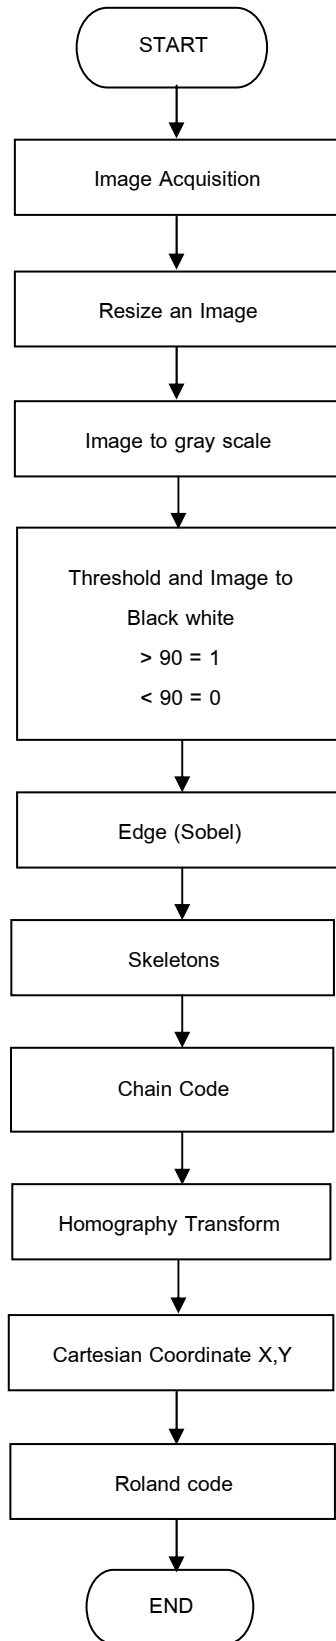 START
Image Acquisition
Resize an Image
Image to gray scale
Threshold and Image to
Black white
> 90 = 1
< 90 = 0
Edge (Sobel)
Skeletons
Chain Code
Homography Transform
Cartesian Coordinate X,Y
Roland code
END